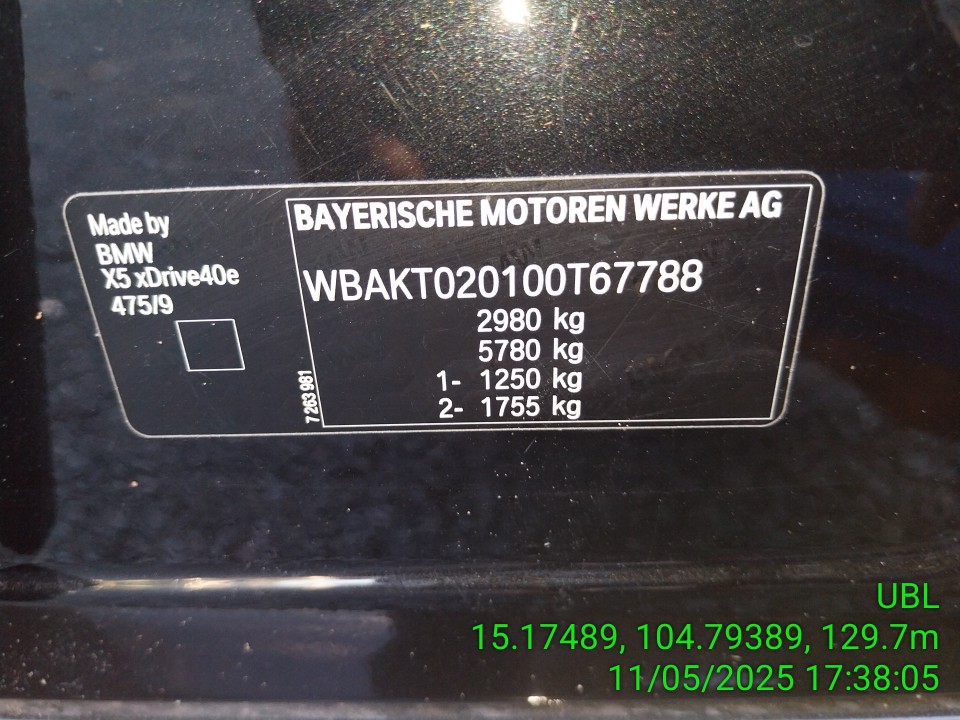 Made by
BMW
X5 xDrive40e
475/9
BAYERISCHE MOTOREN WERKE AG
WBAKT020100T67788
2980 kg
5780 kg
1- 1250 kg
2- 1755 kg
7 263 981
UBL
15.17489, 104.79389, 129.7m
11/05/2025 17:38:05